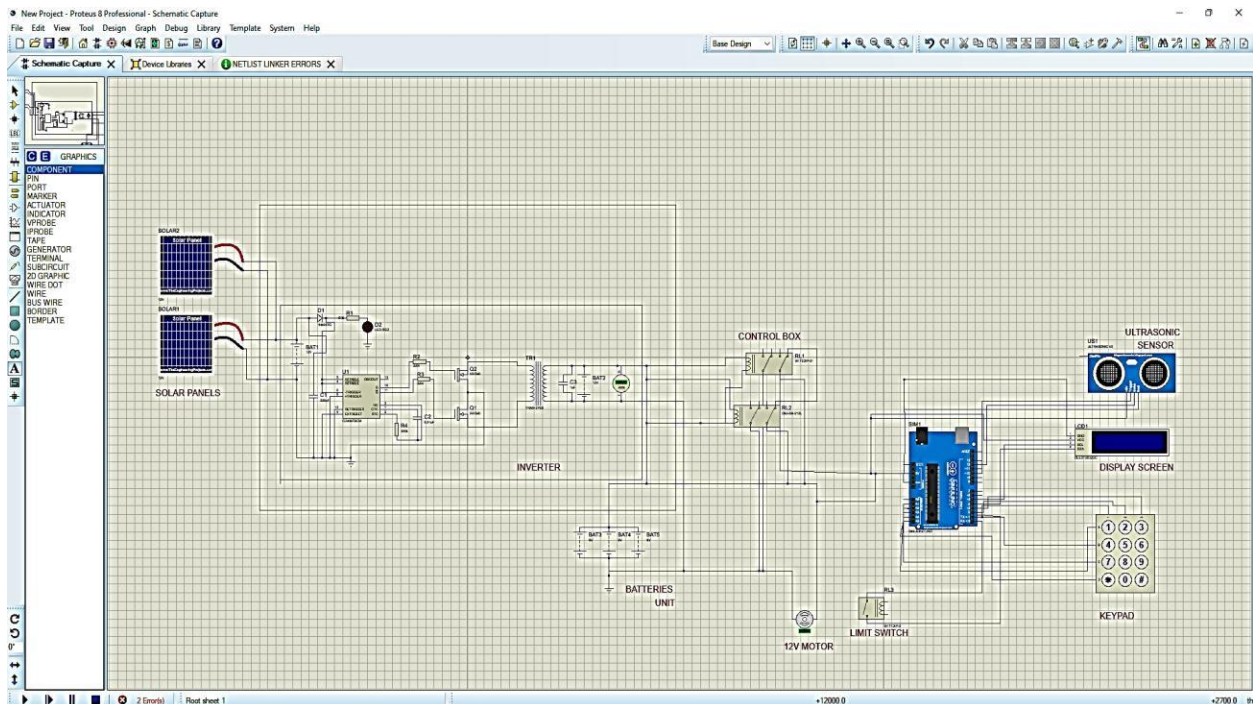 New Project - Proteus 8 Professional - Schematic Capture
File Edit View Tool Design Graph Debug Library Template System Help
Base Design
Schematic Capture
Device Libraries
NETLIST LINKER ERRORS
C E GRAPHICS
COMPONENT
PIN
PORT
MARKER
ACTUATOR
INDICATOR
VPROBE
IPROBE
TAPE
GENERATOR
TERMINAL
SUBCIRCUIT
2D GRAPHIC
WIRE DOT
WIRE
BUS WIRE
BORDER
TEMPLATE
SOLAR2
Solar Panel
SOLAR1
Solar Panel
SOLAR PANELS
D1
R1
D2
BAT1
U1
C1
R2
R3
R4
C2
Q2
Q1
TR1
C3
BAT2
INVERTER
CONTROL BOX
RL1
RL2
BAT3
BAT4
BAT5
BATTERIES
UNIT
12V MOTOR
RL3
LIMIT SWITCH
SIM1
ARDUINO
ULTRASONIC
SENSOR
US1
LCD1
DISPLAY SCREEN
1 2 3
4 5 6
7 8 9
* 0 #
KEYPAD
0°
2 Error(s)
Root sheet 1
+12000.0
+2700.0 th